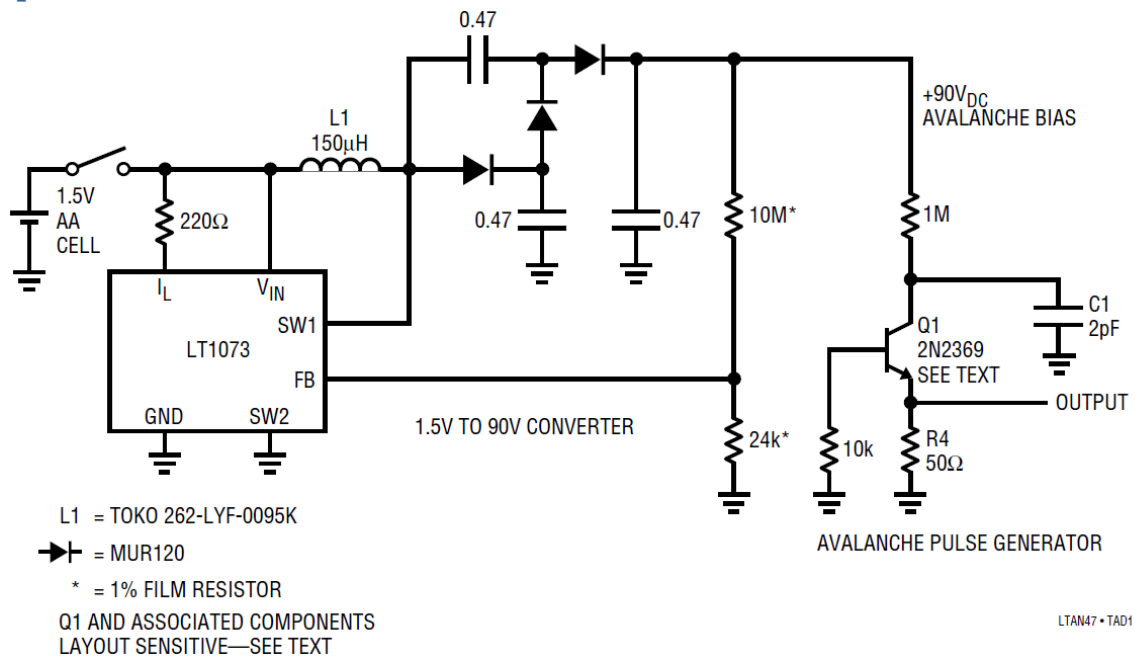 0.47
L1
150µH
+90VDC
AVALANCHE BIAS
1.5V
AA
CELL
220Ω
0.47
0.47
10M*
1M
IL
VIN
SW1
LT1073
FB
GND
SW2
C1
2pF
Q1
2N2369
SEE TEXT
OUTPUT
1.5V TO 90V CONVERTER
24k*
10k
R4
50Ω
L1 = TOKO 262-LYF-0095K
= MUR120
* = 1% FILM RESISTOR
Q1 AND ASSOCIATED COMPONENTS
LAYOUT SENSITIVE—SEE TEXT
AVALANCHE PULSE GENERATOR
LTAN47 • TAD1